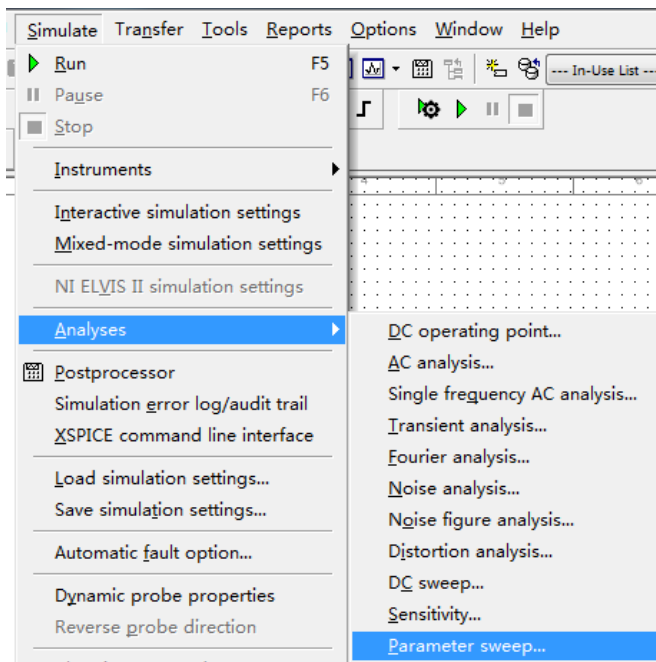 Simulate Transfer Tools Reports Options Window Help
Run F5
Pause F6
Stop
--- In-Use List ---
Instruments
Interactive simulation settings
Mixed-mode simulation settings
NI ELVIS II simulation settings
Analyses
Postprocessor
Simulation error log/audit trail
XSPICE command line interface
Load simulation settings...
Save simulation settings...
Automatic fault option...
Dynamic probe properties
Reverse probe direction
DC operating point...
AC analysis...
Single frequency AC analysis...
Transient analysis...
Fourier analysis...
Noise analysis...
Noise figure analysis...
Distortion analysis...
DC sweep...
Sensitivity...
Parameter sweep...